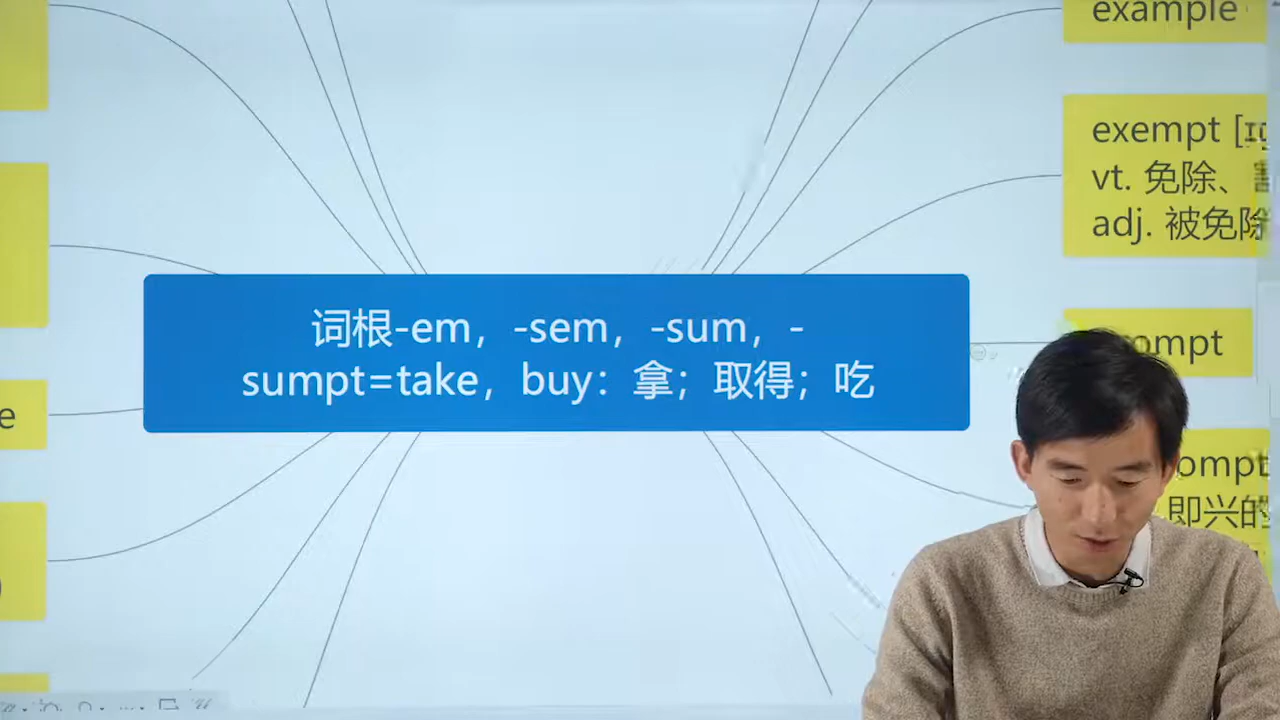 example
exempt
vt. 免除、
adj. 被免除
词根-em，-sem，-sum，-
sumpt=take，buy：拿；取得；吃
e
即兴的